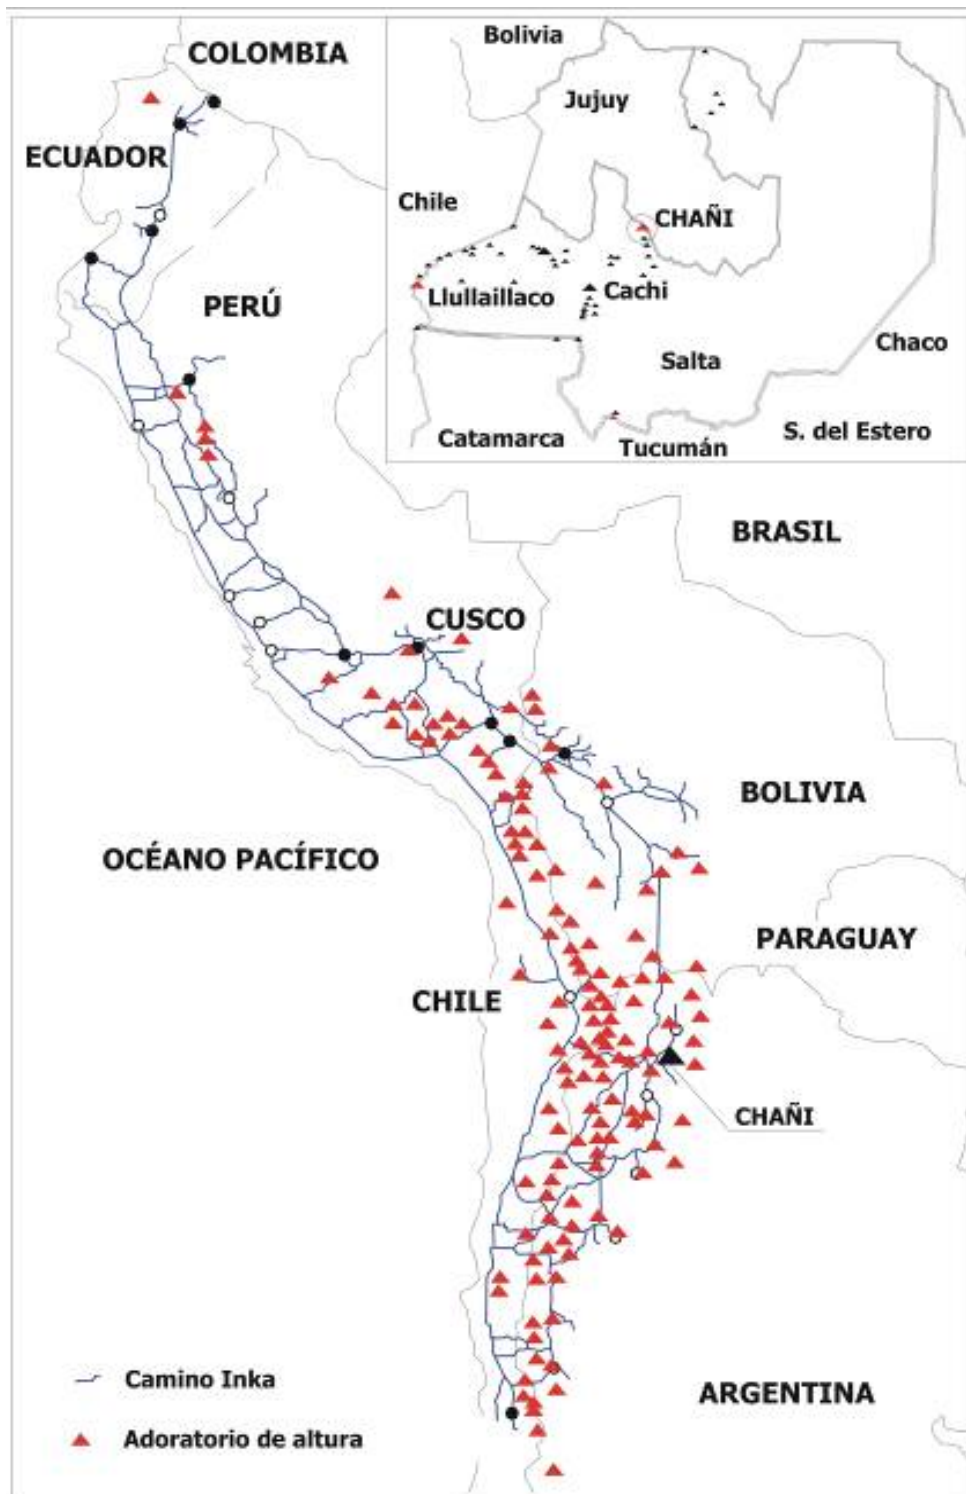 COLOMBIA
ECUADOR
PERÚ
Bolivia
Jujuy
Chile
CHAÑI
Llullaillaco
Cachi
Chaco
Salta
Catamarca
S. del Estero
Tucumán
BRASIL
CUSCO
BOLIVIA
OCÉANO PACÍFICO
PARAGUAY
CHILE
CHAÑI
Camino Inka
ARGENTINA
Adoratorio de altura